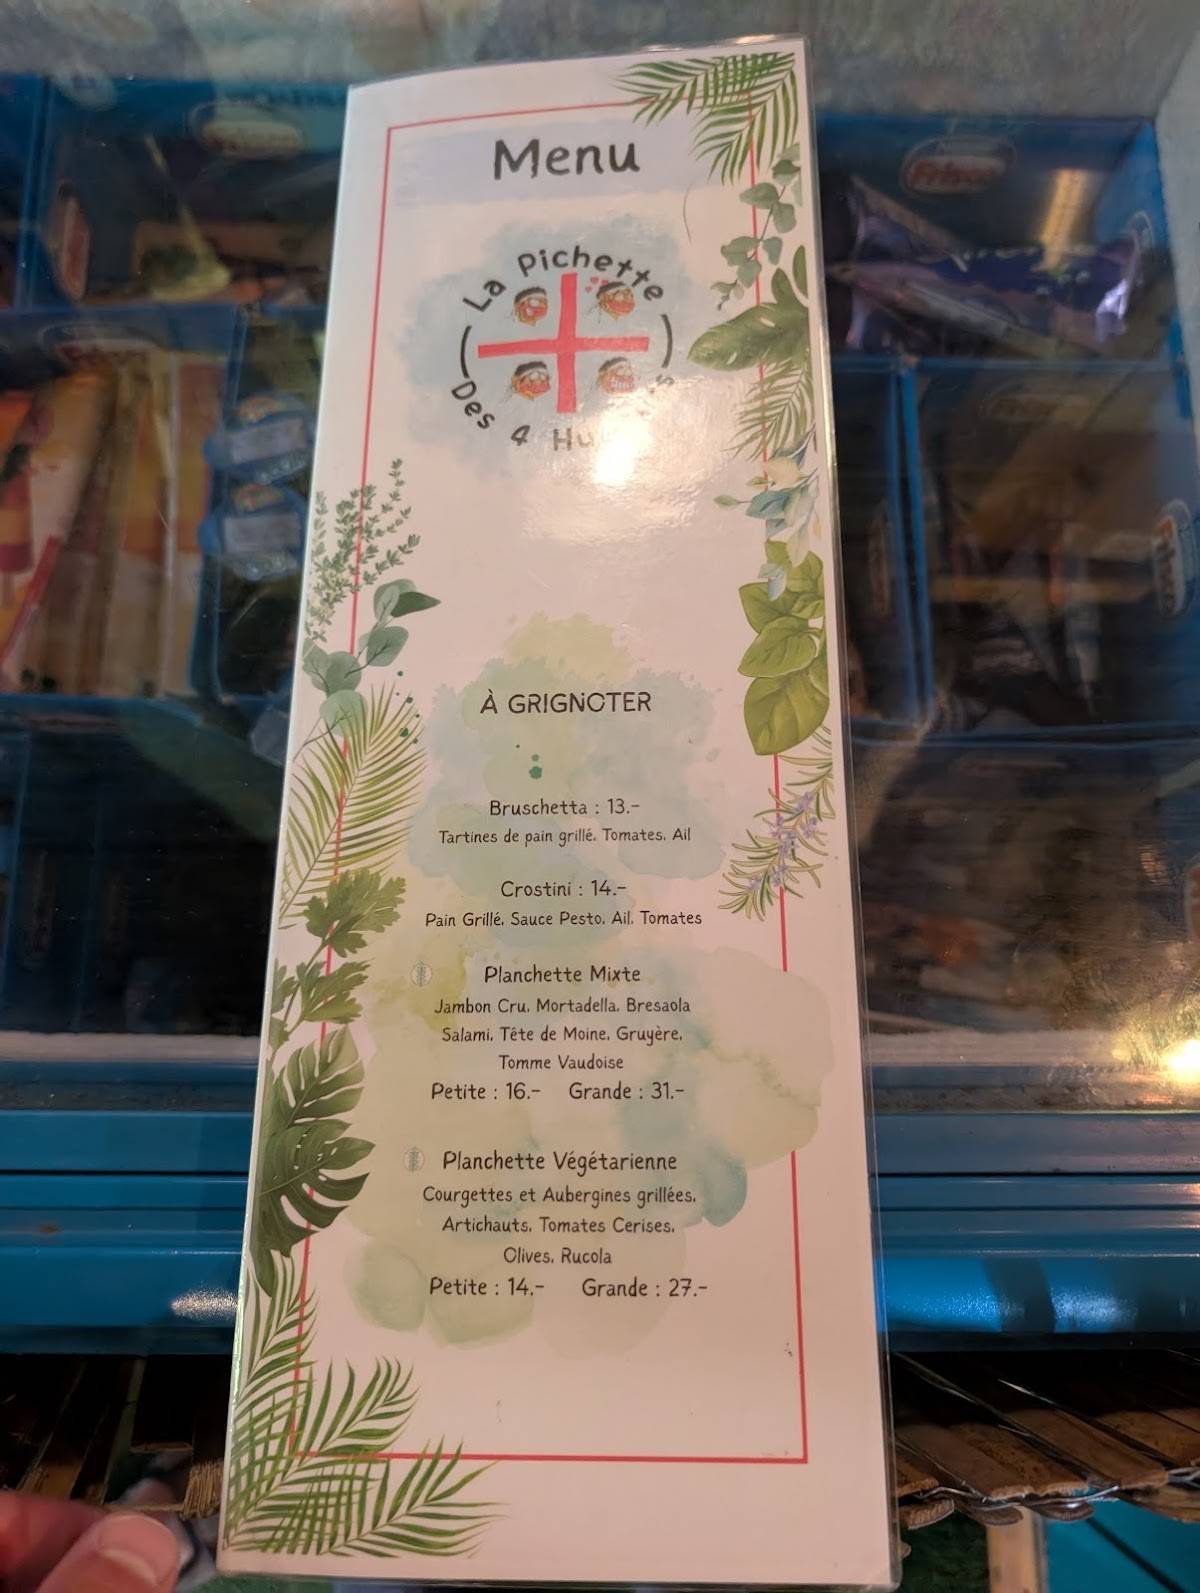 Menu
La Pichette
Des 4
À GRIGNOTER
Bruschetta : 13.-
Tartines de pain grillé, Tomates, Ail
Crostini : 14.-
Pain Grillé, Sauce Pesto, Ail, Tomates
Planchette Mixte
Jambon Cru, Mortadella, Bresaola
Salami, Tête de Moine, Gruyère,
Tomme Vaudoise
Petite : 16.- Grande : 31.-
Planchette Végétarienne
Courgettes et Aubergines grillées,
Artichauts, Tomates Cerises,
Olives, Rucola
Petite : 14.- Grande : 27.-
Frisco